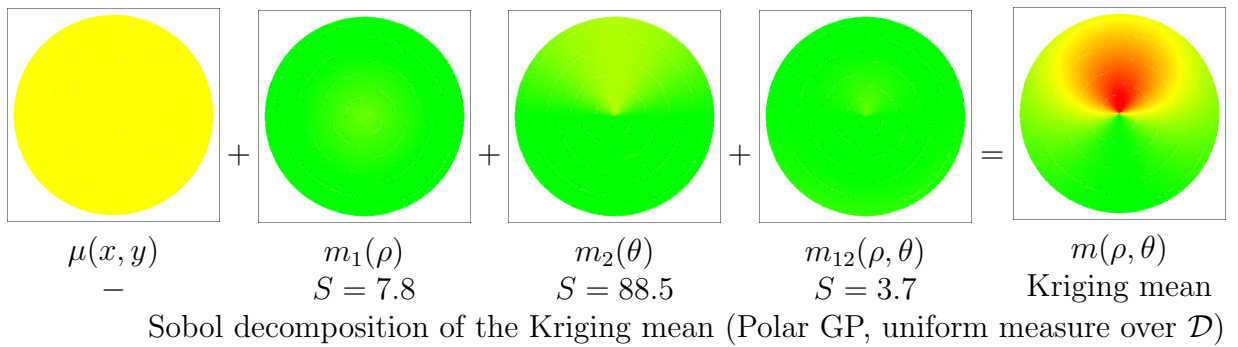 + + + =
μ(x, y) m₁(ρ) m₂(θ) m₁₂(ρ, θ) m(ρ, θ)
− S = 7.8 S = 88.5 S = 3.7 Kriging mean
Sobol decomposition of the Kriging mean (Polar GP, uniform measure over 𝒟)